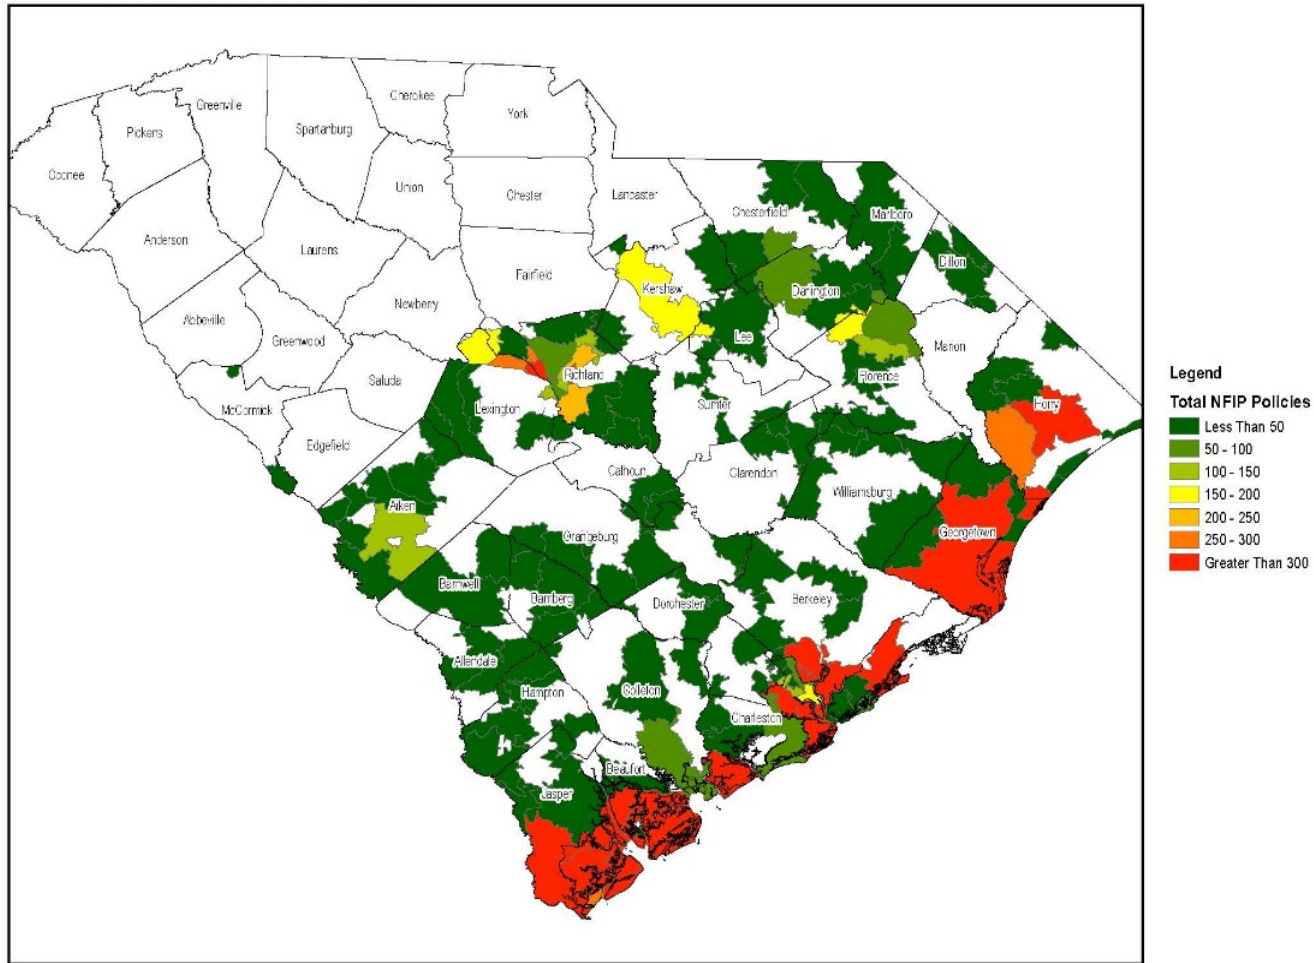 Cherokee
Greenville
York
Pickens
Spartanburg
Oconee
Union
Chester
Lancaster
Chesterfield
Marlboro
Anderson
Laurens
Dillon
Fairfield
Kershaw
Darlington
Newberry
Abbeville
Greenwood
Lee
Marion
Saluda
Richland
Florence
McCormick
Lexington
Sumter
Horry
Edgefield
Calhoun
Clarendon
Williamsburg
Aiken
Orangeburg
Georgetown
Barnwell
Bamberg
Dorchester
Berkeley
Allendale
Hampton
Colleton
Charleston
Beaufort
Jasper
Legend
Total NFIP Policies
Less Than 50
50 - 100
100 - 150
150 - 200
200 - 250
250 - 300
Greater Than 300